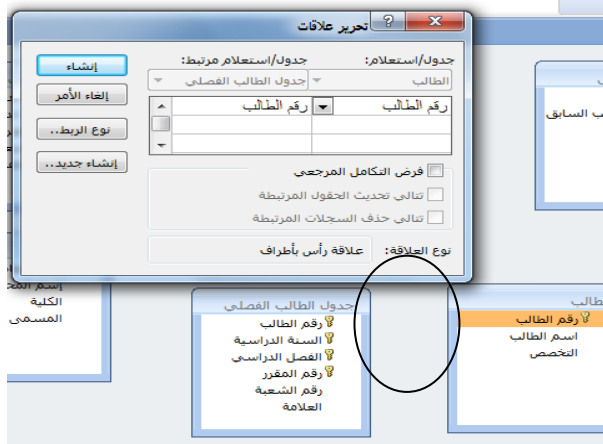 تحرير علاقات
جدول/استعلام: جدول/استعلام مرتبط:
الطالب جدول الطالب الفصلي
رقم الطالب رقم الطالب
إنشاء
إلغاء الأمر
نوع الربط..
إنشاء جديد..
فرض التكامل المرجعي
تتالي تحديث الحقول المرتبطة
تتالي حذف السجلات المرتبطة
نوع العلاقة: علاقة رأس بأطراف
السابق
رقم الطالب
اسم الطالب
التخصص
جدول الطالب الفصلي
رقم الطالب
السنة الدراسية
الفصل الدراسي
رقم المقرر
رقم الشعبة
العلامة
الكلية
المسمى